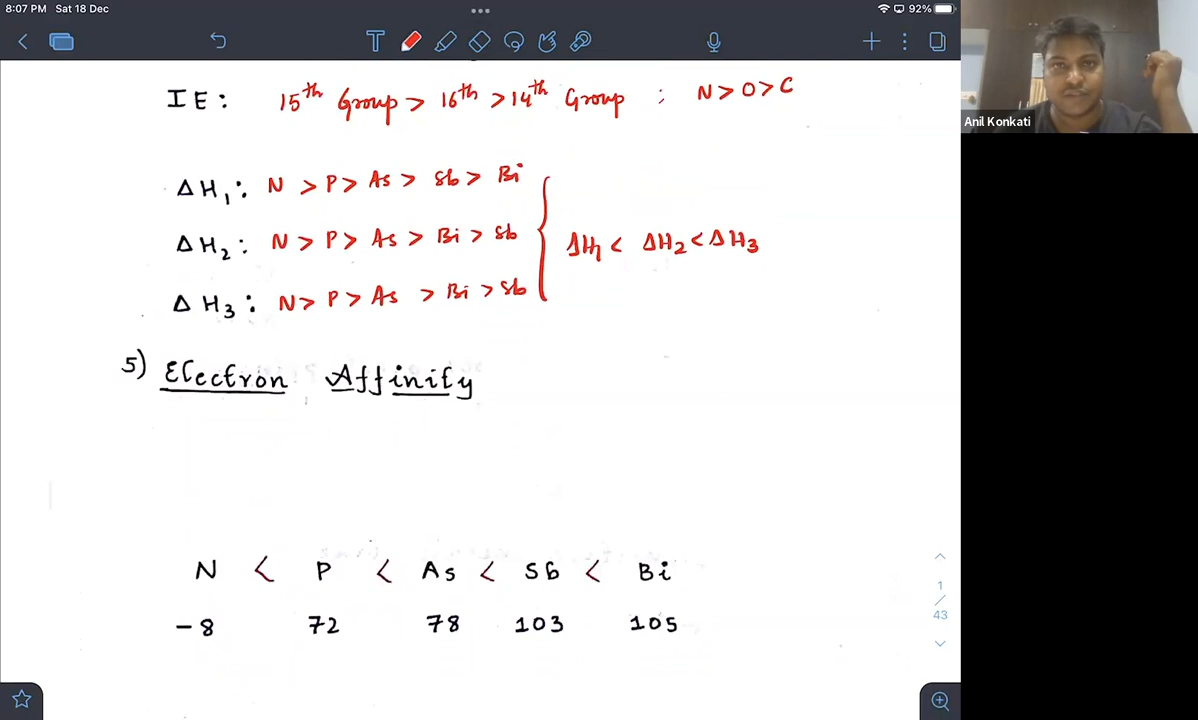 8:07 PM Sat 18 Dec
92%
Anil Konkati
IE: 15th Group > 16th > 14th Group ; N > O > C
ΔH1: N > P > As > Sb > Bi
ΔH2: N > P > As > Bi > Sb
ΔH1 < ΔH2 < ΔH3
ΔH3: N > P > As > Bi > Sb
5) Electron Affinity
N < P < As < Sb < Bi
-8 72 78 103 105
1
/
43